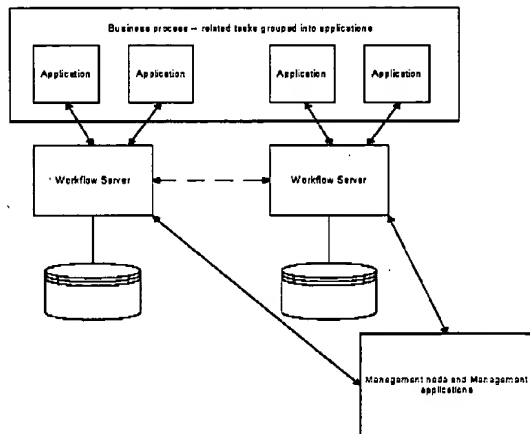 Business process – related tasks grouped into applications
Application
Application
Application
Application
Workflow Server
Workflow Server
Management node and Management
applications